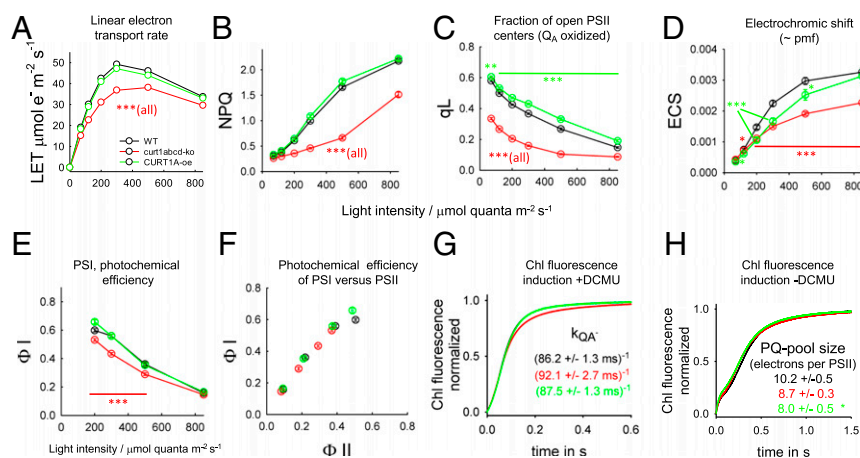 A
Linear electron
transport rate
LET μmol e⁻ m⁻² s⁻¹
50
40
30
20
10
0
***(all)
WT
curt1abcd-ko
CURT1A-oe
0 200 400 600 800
B
NPQ
2.0
1.5
1.0
0.5
0.0
***(all)
0 200 400 600 800
C
Fraction of open PSII
centers (QA oxidized)
qL
0.8
0.6
0.4
0.2
0.0
**
***
***(all)
0 200 400 600 800
D
Electrochromic shift
(~ pmf)
ECS
0.004
0.003
0.002
0.001
0.000
***
*
*
*
***
0 200 400 600 800
Light intensity / μmol quanta m⁻² s⁻¹
E
PSI, photochemical
efficiency
Φ I
0.8
0.6
0.4
0.2
0.0
***
200 400 600 800
Light intensity / μmol quanta m⁻² s⁻¹
F
Photochemical efficiency
of PSI versus PSII
Φ I
0.8
0.6
0.4
0.2
0.0
0.0 0.2 0.4 0.6
Φ II
G
Chl fluorescence
induction +DCMU
Chl fluorescence
normalized
1.0
0.5
0.0
kQA-
(86.2 +/- 1.3 ms)⁻¹
(92.1 +/- 2.7 ms)⁻¹
(87.5 +/- 1.3 ms)⁻¹
0.0 0.2 0.4 0.6
time in s
H
Chl fluorescence
induction -DCMU
Chl fluorescence
normalized
1.0
0.5
0.0
PQ-pool size
(electrons per PSII)
10.2 +/-0.5
8.7 +/- 0.3
8.0 +/- 0.5 *
0.0 0.5 1.0 1.5
time in s